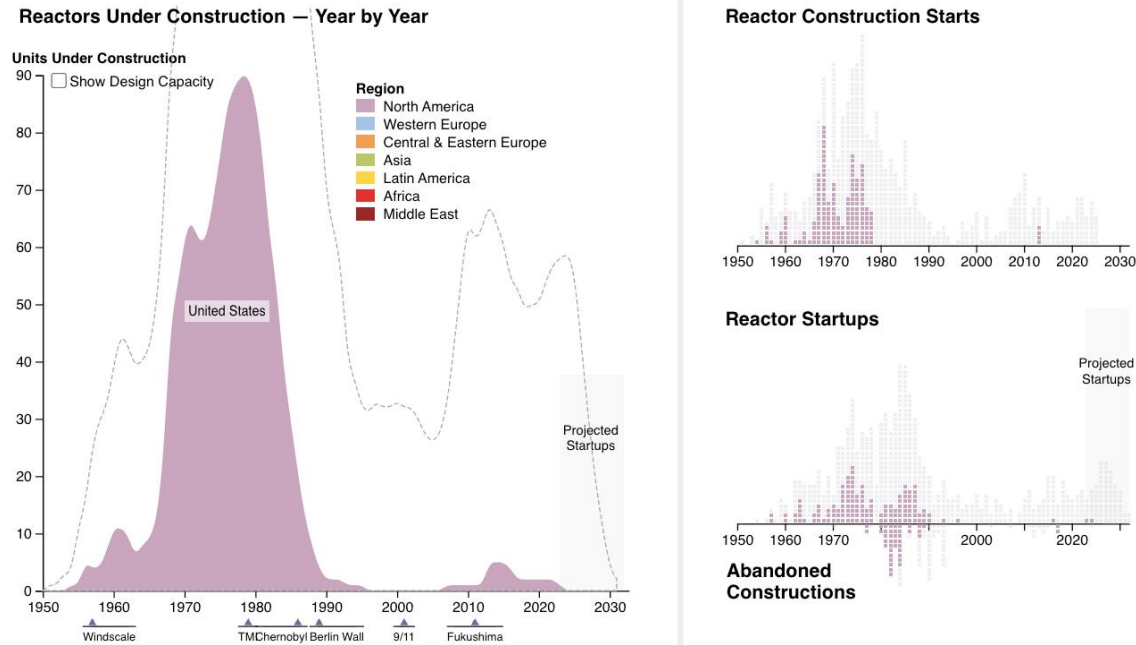 Reactors Under Construction — Year by Year
Units Under Construction
Show Design Capacity
90
80
70
60
50
40
30
20
10
0
Region
North America
Western Europe
Central & Eastern Europe
Asia
Latin America
Africa
Middle East
United States
Projected
Startups
1950 1960 1970 1980 1990 2000 2010 2020 2030
Windscale TMI Chernobyl Berlin Wall 9/11 Fukushima
Reactor Construction Starts
1950 1960 1970 1980 1990 2000 2010 2020 2030
Reactor Startups
Projected
Startups
1950 1960 1970 2000 2020
Abandoned
Constructions